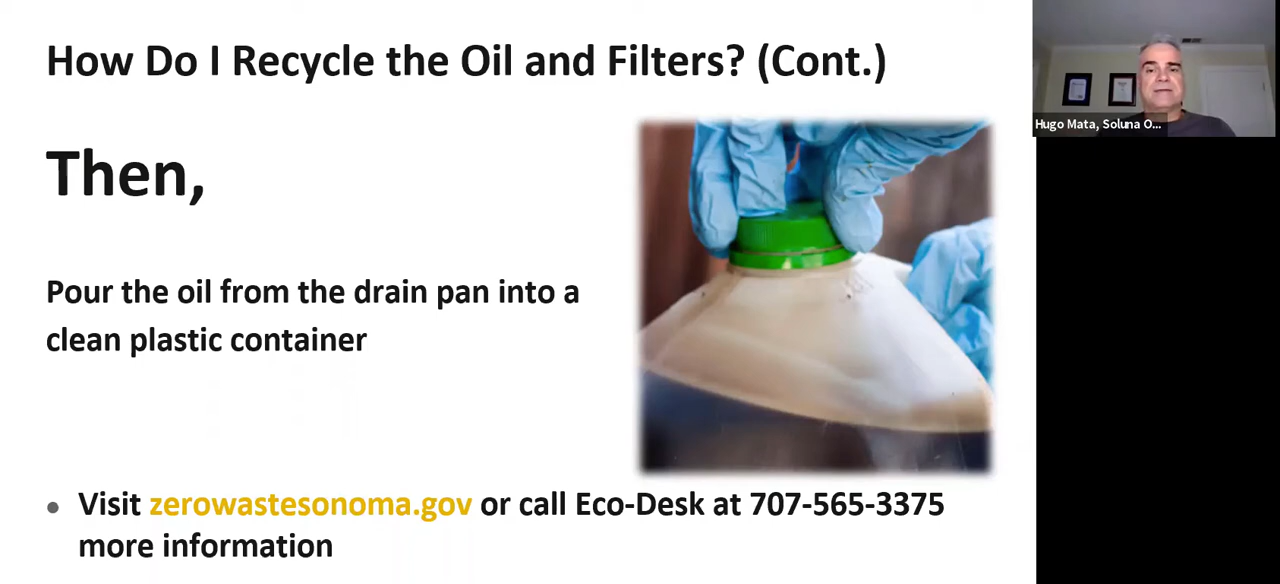 How Do I Recycle the Oil and Filters? (Cont.)
Hugo Mata, Soluna O...
Then,
Pour the oil from the drain pan into a
clean plastic container
• Visit zerowastesonoma.gov or call Eco-Desk at 707-565-3375
more information